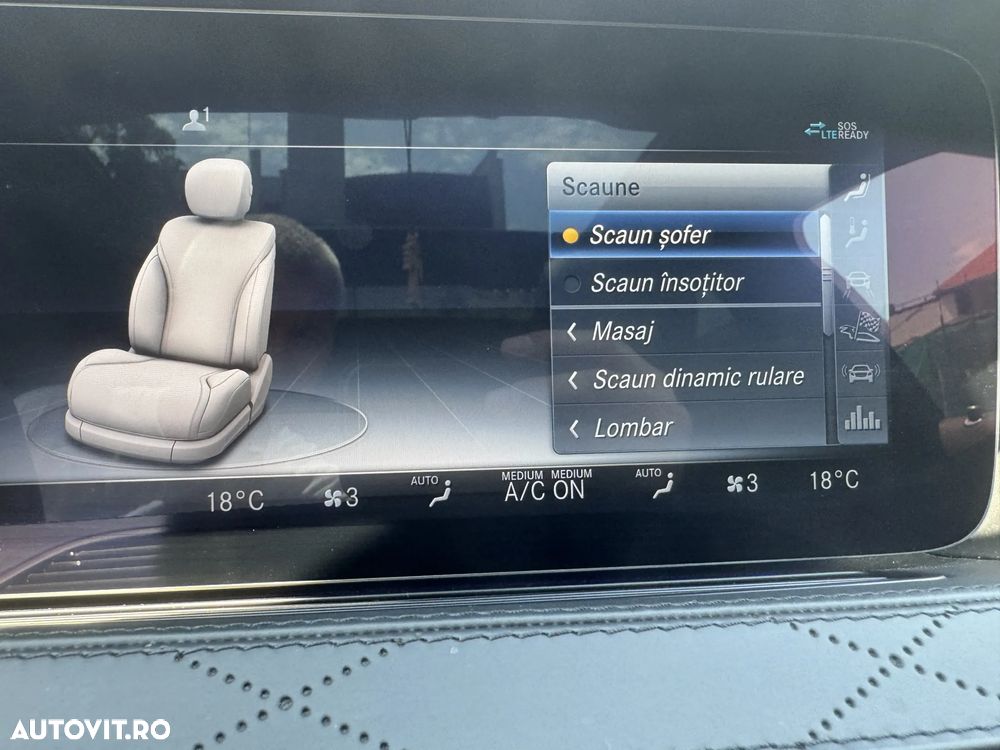 1
SOS
LTE READY
Scaune
Scaun șofer
Scaun însoțitor
Masaj
Scaun dinamic rulare
Lombar
18°C
3
AUTO
MEDIUM MEDIUM
A/C ON
AUTO
3
18°C
AUTOVIT.RO